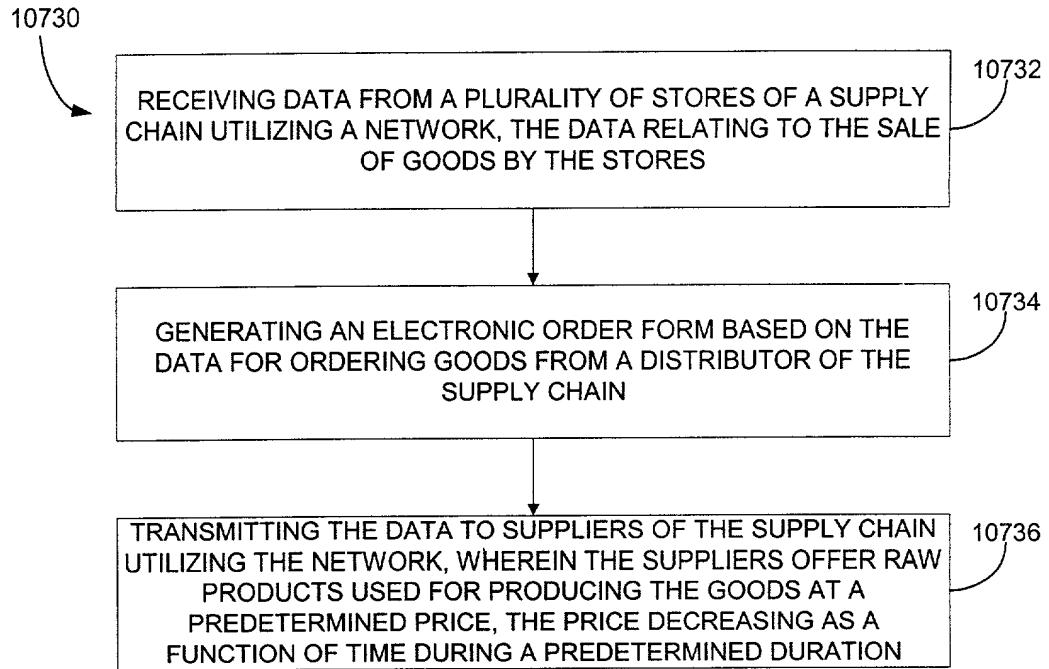 10730
RECEIVING DATA FROM A PLURALITY OF STORES OF A SUPPLY
CHAIN UTILIZING A NETWORK, THE DATA RELATING TO THE SALE
OF GOODS BY THE STORES
10732
GENERATING AN ELECTRONIC ORDER FORM BASED ON THE
DATA FOR ORDERING GOODS FROM A DISTRIBUTOR OF THE
SUPPLY CHAIN
10734
TRANSMITTING THE DATA TO SUPPLIERS OF THE SUPPLY CHAIN
UTILIZING THE NETWORK, WHEREIN THE SUPPLIERS OFFER RAW
PRODUCTS USED FOR PRODUCING THE GOODS AT A
PREDETERMINED PRICE, THE PRICE DECREASING AS A
FUNCTION OF TIME DURING A PREDETERMINED DURATION
10736